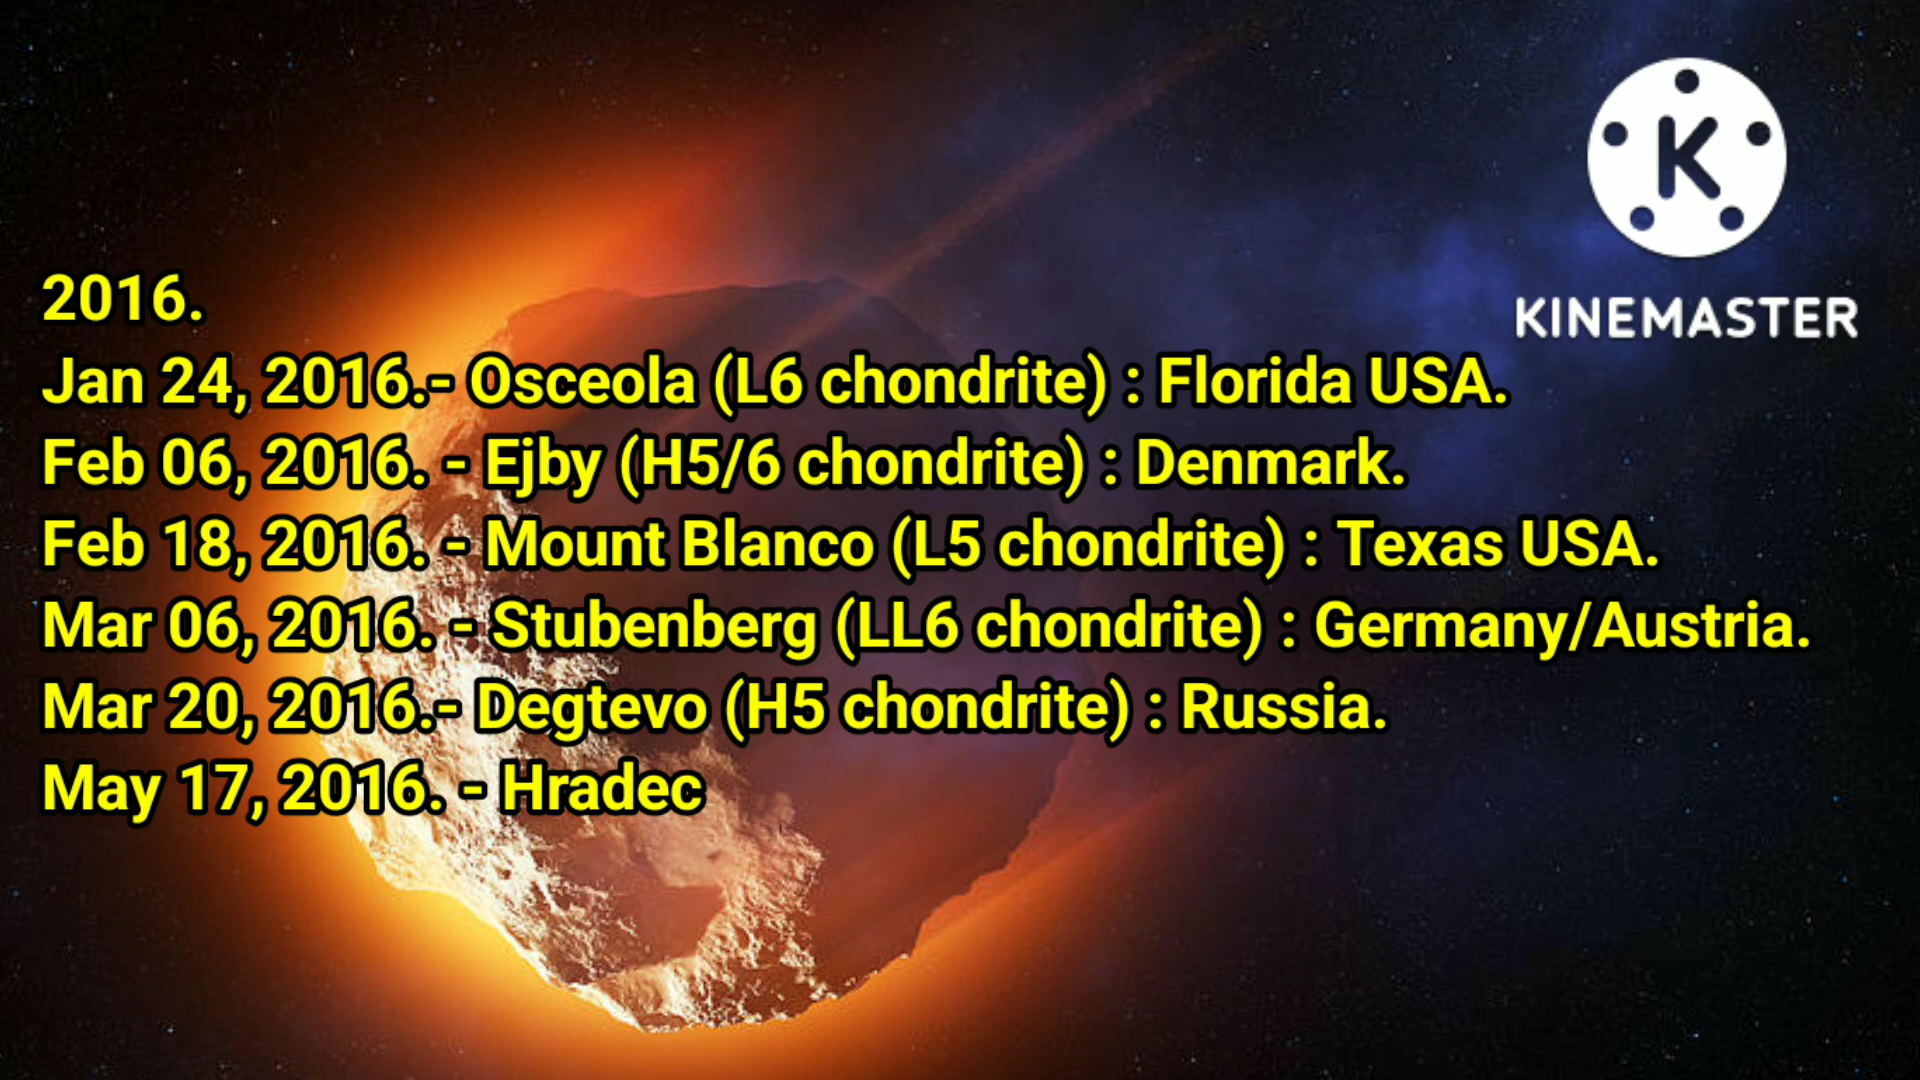 K
KINEMASTER
2016.
Jan 24, 2016.- Osceola (L6 chondrite) : Florida USA.
Feb 06, 2016. - Ejby (H5/6 chondrite) : Denmark.
Feb 18, 2016. - Mount Blanco (L5 chondrite) : Texas USA.
Mar 06, 2016. - Stubenberg (LL6 chondrite) : Germany/Austria.
Mar 20, 2016.- Degtevo (H5 chondrite) : Russia.
May 17, 2016. - Hradec